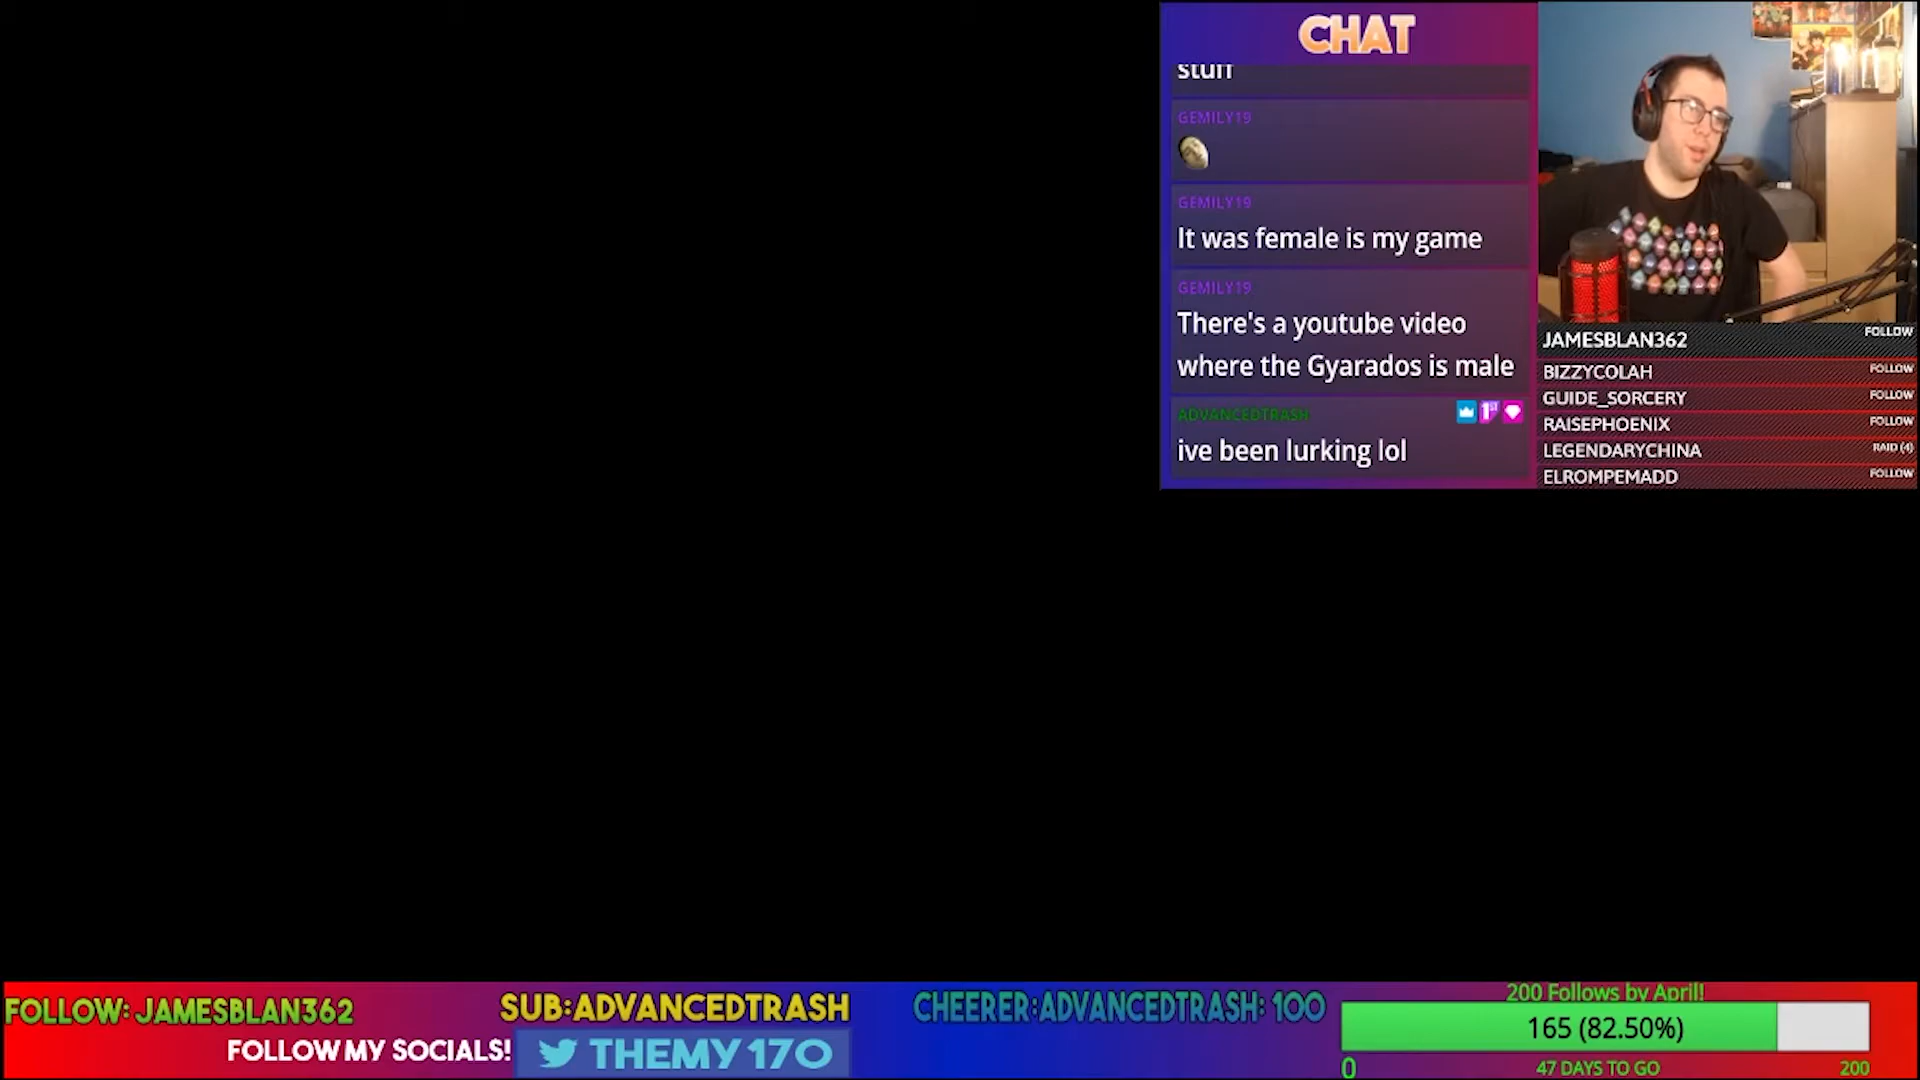 CHAT
stuff
GEMILY19
GEMILY19
It was female is my game
GEMILY19
There's a youtube video
where the Gyarados is male
ADVANCEDTRASH
1ST
ive been lurking lol
JAMESBLAN362 FOLLOW
BIZZYCOLAH FOLLOW
GUIDE_SORCERY FOLLOW
RAISEPHOENIX FOLLOW
LEGENDARYCHINA RAID (4)
ELROMPEMADD FOLLOW
FOLLOW: JAMESBLAN362
SUB:ADVANCEDTRASH
CHEERER:ADVANCEDTRASH: 100
FOLLOW MY SOCIALS!
THEMY170
200 Follows by April!
165 (82.50%)
0 47 DAYS TO GO 200